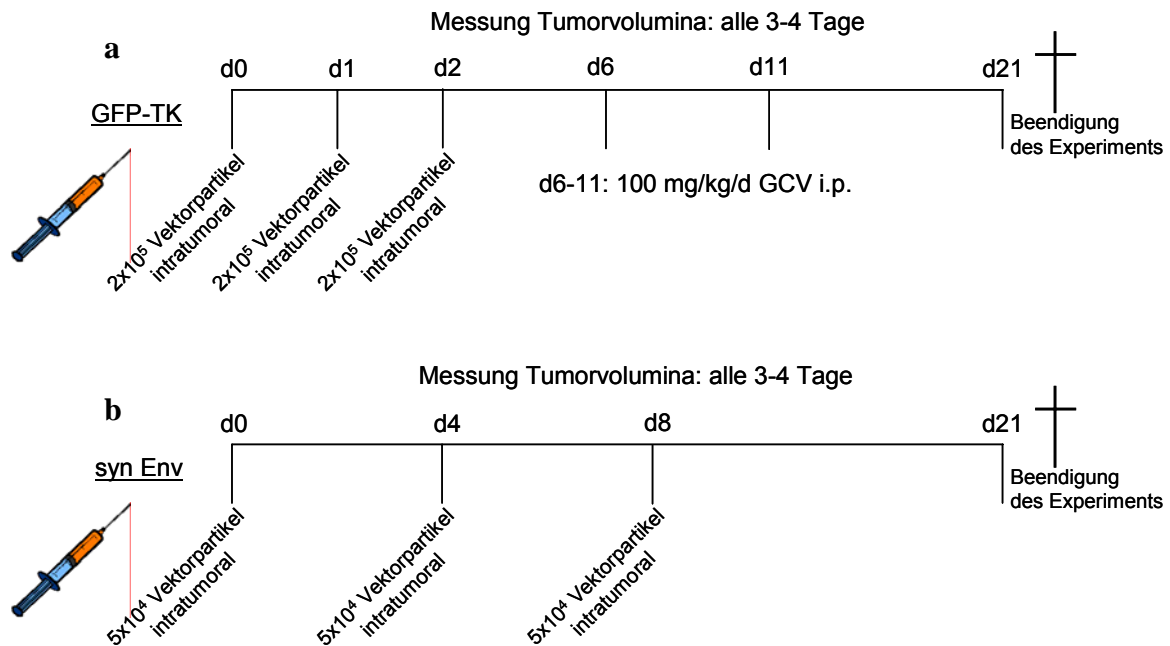 Messung Tumorvolumina: alle 3-4 Tage
a
d0
d1
d2
d6
d11
d21
GFP-TK
Beendigung
des Experiments
2x10⁵ Vektorpartikel
intratumoral
2x10⁵ Vektorpartikel
intratumoral
2x10⁵ Vektorpartikel
intratumoral
d6-11: 100 mg/kg/d GCV i.p.
Messung Tumorvolumina: alle 3-4 Tage
b
d0
d4
d8
d21
syn Env
Beendigung
des Experiments
5x10⁴ Vektorpartikel
intratumoral
5x10⁴ Vektorpartikel
intratumoral
5x10⁴ Vektorpartikel
intratumoral